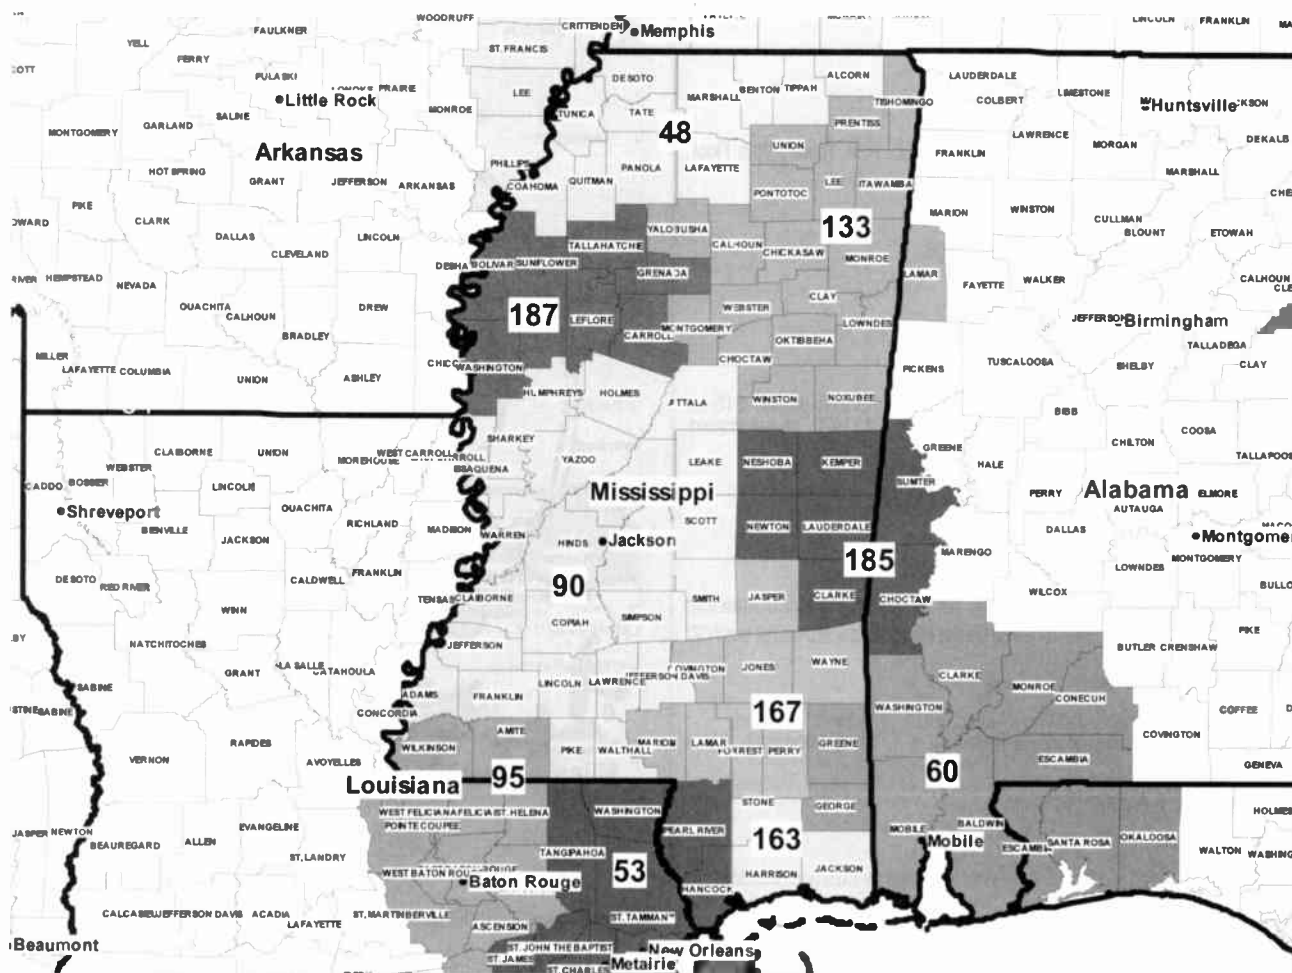 WOODRUFF
CRITTENDEN
LINCOLN
FRANKLIN
FAULKNER
Memphis
YELL
ST. FRANCIS
PERRY
DESOTO
ALCORN
LAUDERDALE
PULASKI
PRAIRIE
LEE
MARSHALL
BENTON
TIPPAH
COLBERT
LIMESTONE
Little Rock
MONROE
TUNICA
TATE
TISHOMINGO
Huntsville
SALINE
MONTGOMERY
GARLAND
48
PRENTISS
LAWRENCE
MORGAN
DEKALB
Arkansas
UNION
FRANKLIN
HOT SPRING
PHILLIPS
PANOLA
LAFAYETTE
MARSHALL
GRANT
JEFFERSON
ARKANSAS
COAHOMA
QUITMAN
PONTOTOC
LEE
ITAWAMBA
PIKE
CLARK
MARION
WINSTON
CULLMAN
BLOUNT
ETOWAH
DALLAS
LINCOLN
YALOBUSHA
133
CLEVELAND
TALLAHATCHIE
CALHOUN
CHICKASAW
MONROE
BOLIVAR
SUNFLOWER
GRENADA
LAMAR
FAYETTE
WALKER
CALHOUN
HEMPSTEAD
NEVADA
OUACHITA
CALHOUN
DREW
187
LEFLORE
WEBSTER
CLAY
LOWNDES
JEFFERSON
Birmingham
BRADLEY
CARROLL
MONTGOMERY
OKTIBBEHA
TALLADEGA
MILLER
LAFAYETTE
COLUMBIA
UNION
ASHLEY
WASHINGTON
CHOCTAW
PICKENS
TUSCALOOSA
SHELBY
CLAY
HUMPHREYS
HOLMES
ATTALA
WINSTON
NOXUBEE
BIBB
SHARKEY
CHILTON
COOSA
CLAIBORNE
UNION
MOREHOUSE
WEST CARROLL
YAZOO
LEAKE
NESHOBA
KEMPER
GREENE
HALE
WEBSTER
CADDO
BOSSIER
LINCOLN
Mississippi
SUMTER
PERRY
Alabama
ELMORE
AUTAUGA
Shreveport
OUACHITA
BIENVILLE
RICHLAND
MADISON
WARREN
SCOTT
NEWTON
LAUDERDALE
DALLAS
JACKSON
HINDS
Jackson
185
MARENGO
LOWNDES
MONTGOMERY
DESOTO
RED RIVER
CALDWELL
FRANKLIN
90
WINN
TENSAS
CLAIBORNE
COPIAH
SIMPSON
SMITH
JASPER
CLARKE
CHOCTAW
WILCOX
PIKE
NATCHITOCHES
JEFFERSON
BUTLER
CRENSHAW
GRANT
LA SALLE
CATAHOULA
COVINGTON
JONES
WAYNE
CLARKE
SABINE
SABINE
ADAMS
FRANKLIN
LINCOLN
LAWRENCE
JEFFERSON DAVIS
MONROE
CONECUH
CONCORDIA
167
WASHINGTON
COFFEE
RAPIDES
AMITE
COVINGTON
VERNON
AVOYELLES
WILKINSON
PIKE
WALTHALL
MARION
LAMAR
FORREST
PERRY
GREENE
ESCAMBIA
GENEVA
Louisiana
95
60
WEST FELICIANA
ST. HELENA
WASHINGTON
STONE
GEORGE
POINTE COUPEE
PEARL RIVER
MOBILE
BALDWIN
JASPER
NEWTON
BEAUREGARD
ALLEN
EVANGELINE
ST. LANDRY
TANGIPAHOA
163
Mobile
ESCAMBIA
SANTA ROSA
OKALOOSA
WALTON
WEST BATON ROUGE
Baton Rouge
53
HANCOCK
HARRISON
JACKSON
CALCASIEU
JEFFERSON DAVIS
ACADIA
LAFAYETTE
ST. MARTIN
IBERVILLE
ASCENSION
Beaumont
ST. JOHN THE BAPTIST
New Orleans
ST. JAMES
ST. CHARLES
Metairie